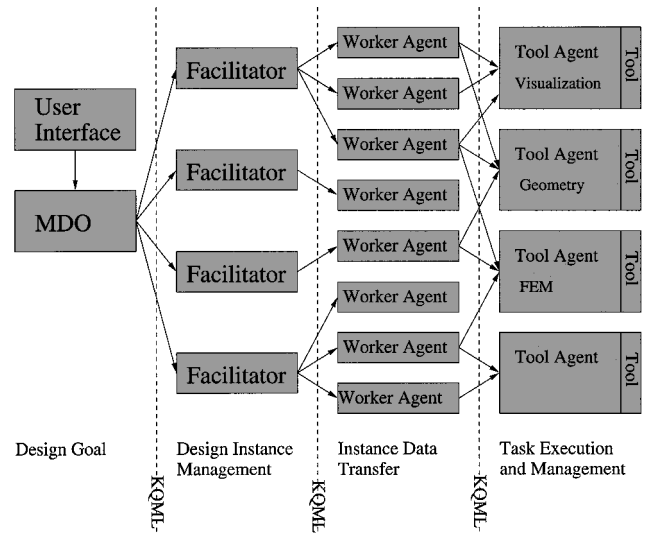 User
Interface
MDO
Design Goal
KQML
Facilitator
Facilitator
Facilitator
Facilitator
Design Instance
Management
KQML
Worker Agent
Worker Agent
Worker Agent
Worker Agent
Worker Agent
Worker Agent
Worker Agent
Worker Agent
Instance Data
Transfer
KQML
Tool Agent
Visualization
Tool
Tool Agent
Geometry
Tool
Tool Agent
FEM
Tool
Tool Agent
Tool
Task Execution
and Management